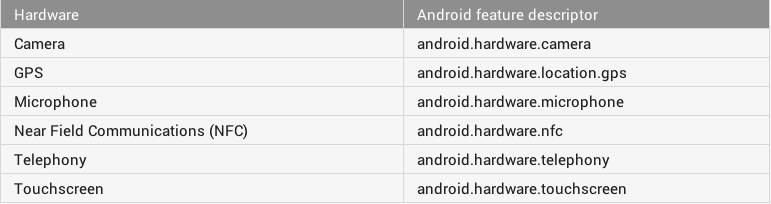 Hardware Android feature descriptor
Camera android.hardware.camera
GPS android.hardware.location.gps
Microphone android.hardware.microphone
Near Field Communications (NFC) android.hardware.nfc
Telephony android.hardware.telephony
Touchscreen android.hardware.touchscreen